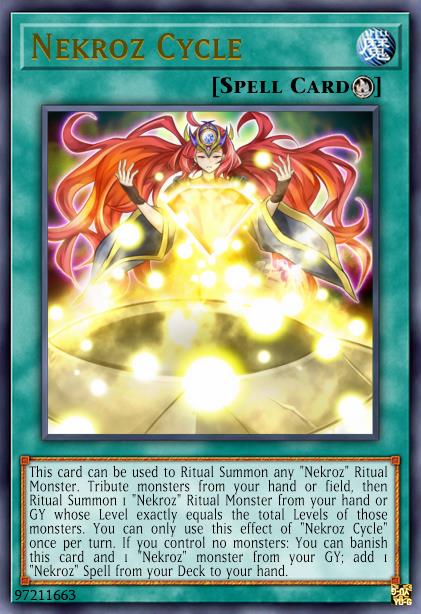 Nekroz Cycle
魔
[Spell Card]
This card can be used to Ritual Summon any "Nekroz" Ritual
Monster. Tribute monsters from your hand or field, then
Ritual Summon 1 "Nekroz" Ritual Monster from your hand or
GY whose Level exactly equals the total Levels of those
monsters. You can only use this effect of "Nekroz Cycle"
once per turn. If you control no monsters: You can banish
this card and 1 "Nekroz" monster from your GY; add 1
"Nekroz" Spell from your Deck to your hand.
97211663